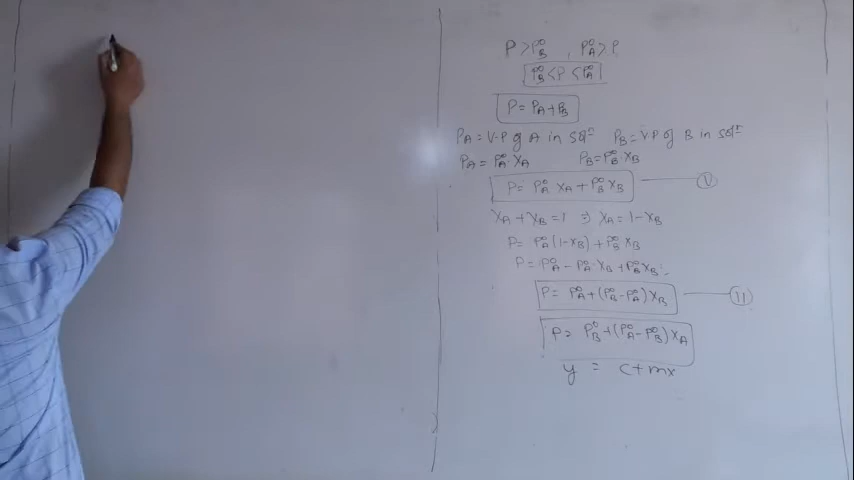 P > P°B , P°A > P
P°B < P < P°A
P = PA + PB
PA = V.P of A in solⁿ PB = V.P of B in solⁿ
PA = P°A·XA PB = P°B·XB
P = P°A XA + P°B XB — I
XA + XB = 1 ⇒ XA = 1 - XB
P = P°A (1-XB) + P°B XB
P = P°A - P°A·XB + P°B XB
P = P°A + (P°B - P°A) XB — II
P = P°B + (P°A - P°B) XA
y = c + mx